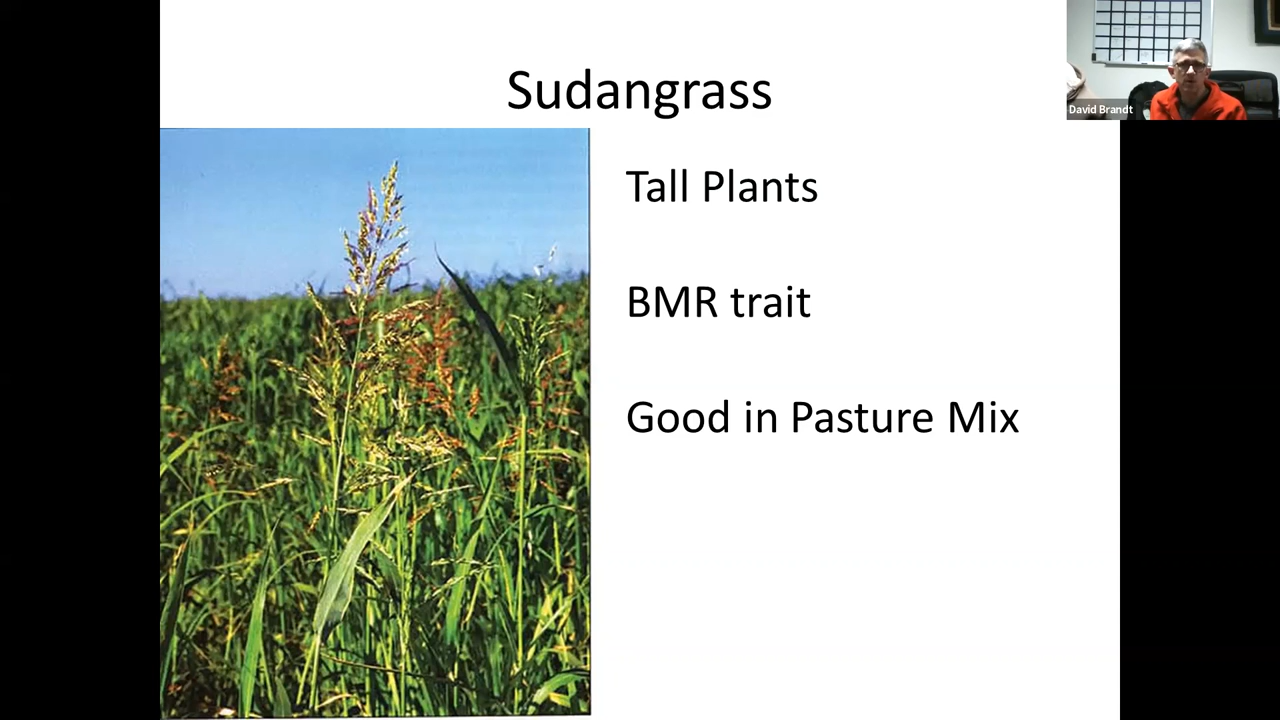 Sudangrass
David Brandt
Tall Plants
BMR trait
Good in Pasture Mix